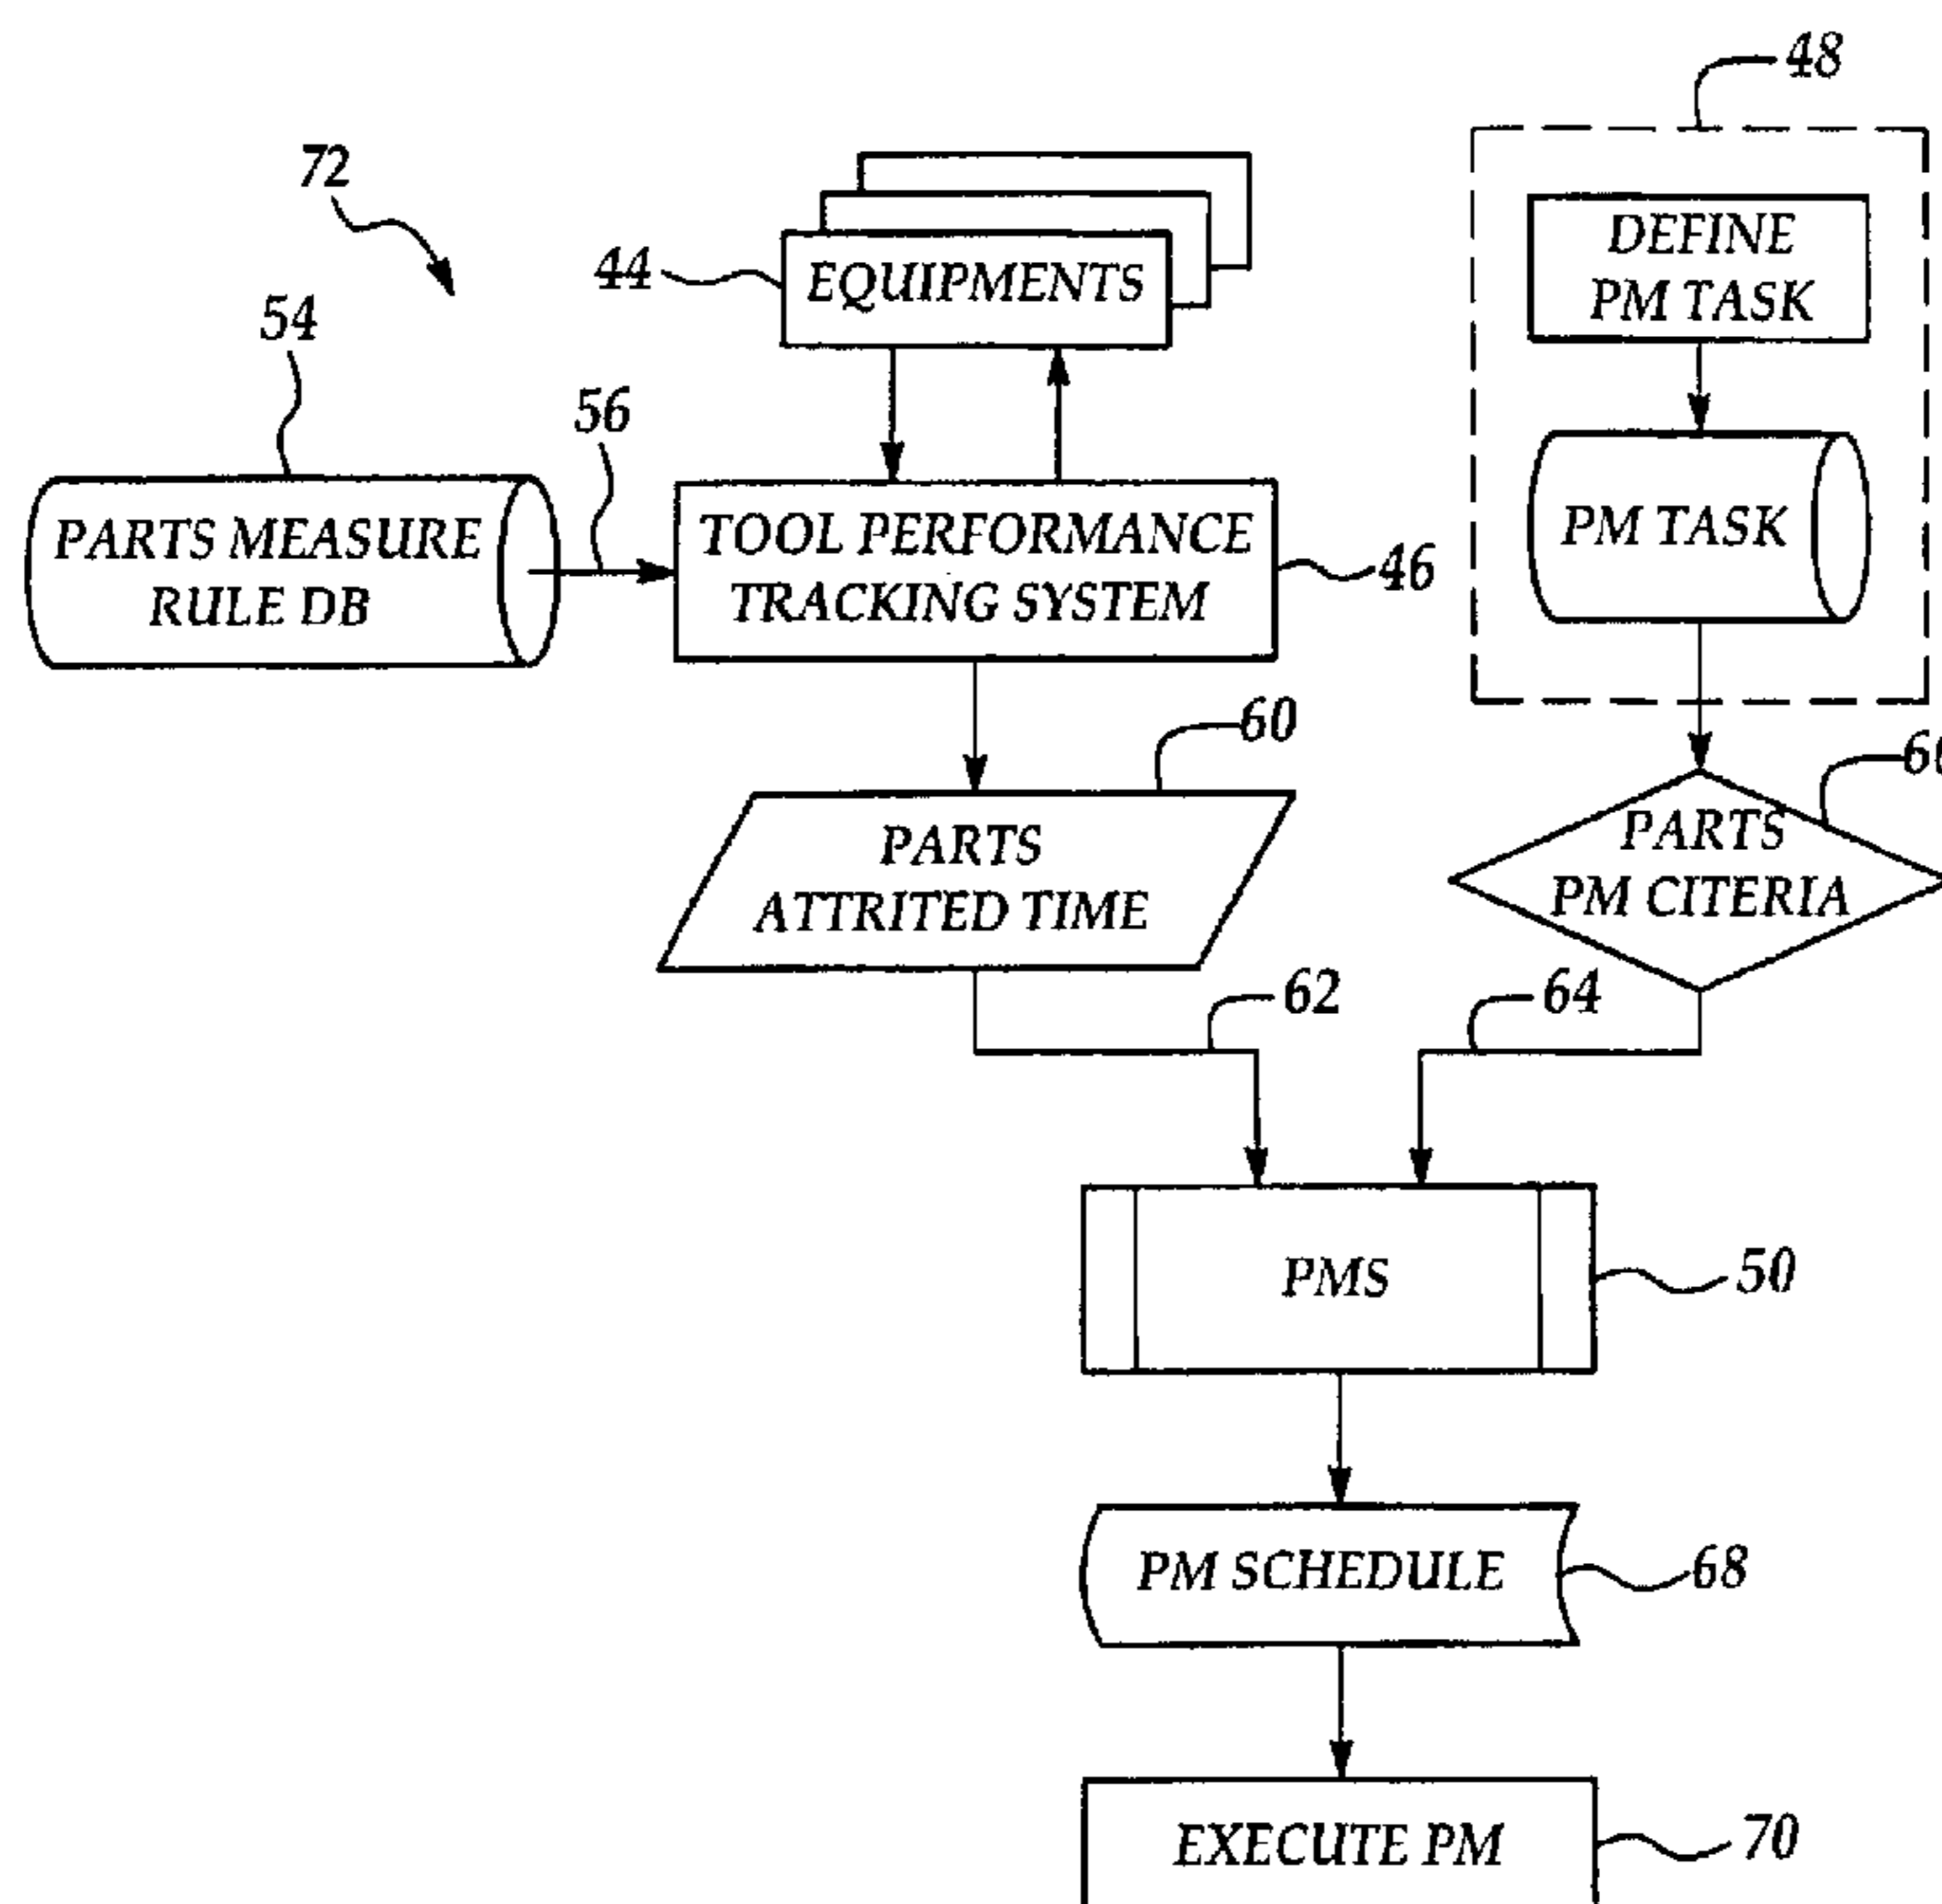 48
72
44
EQUIPMENTS
DEFINE
PM TASK
54
56
PARTS MEASURE
RULE DB
TOOL PERFORMANCE
TRACKING SYSTEM
46
PM TASK
60
PARTS
ATTRITED TIME
PARTS
PM CITERIA
62
64
PMS
50
PM SCHEDULE
68
EXECUTE PM
70